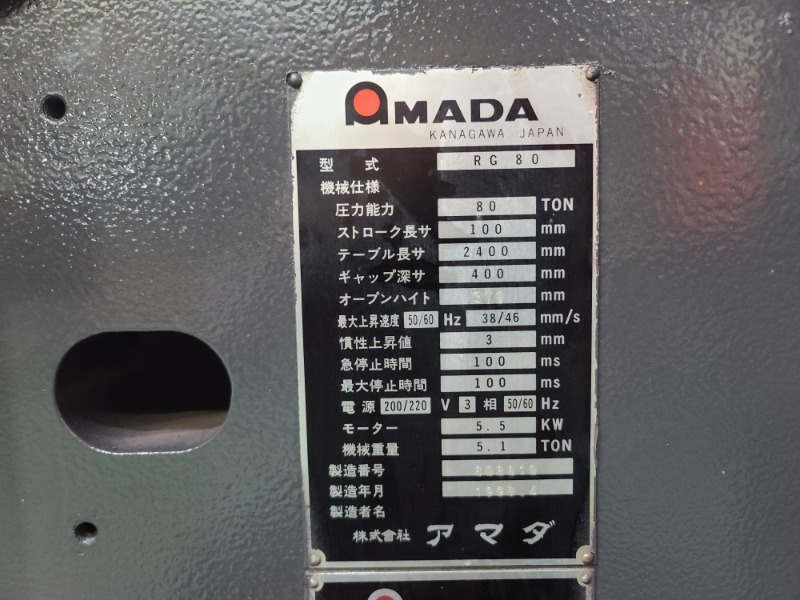 AMADA
KANAGAWA JAPAN
型式 RG 80
機械仕様
圧力能力 80 TON
ストローク長サ 100 mm
テーブル長サ 2400 mm
ギャップ深サ 400 mm
オープンハイト mm
最大上昇速度 50/60 Hz 38/46 mm/s
慣性上昇値 3 mm
急停止時間 100 ms
最大停止時間 100 ms
電源 200/220 V 3 相 50/60 Hz
モーター 5.5 KW
機械重量 5.1 TON
製造番号
製造年月
製造者名
株式会社 アマダ